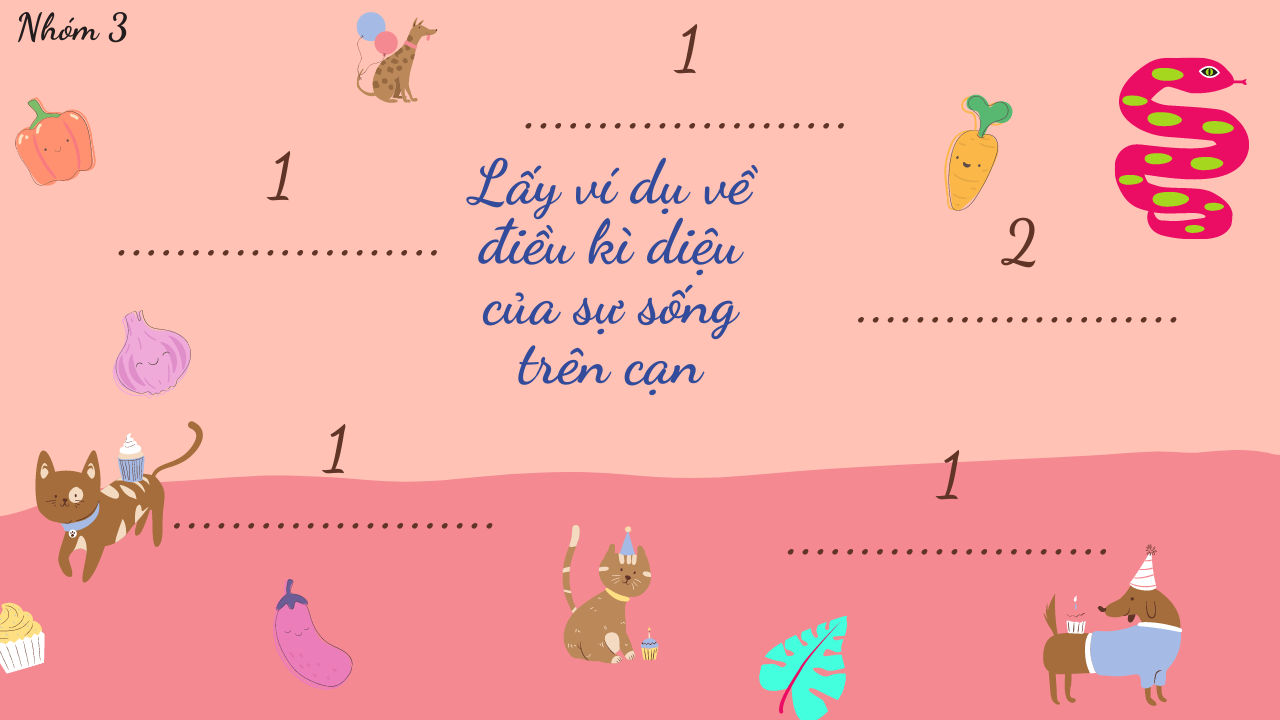 Nhóm 3
1
....................
1
....................
Lấy ví dụ về
điều kì diệu
của sự sống
trên cạn
2
....................
1
....................
1
....................